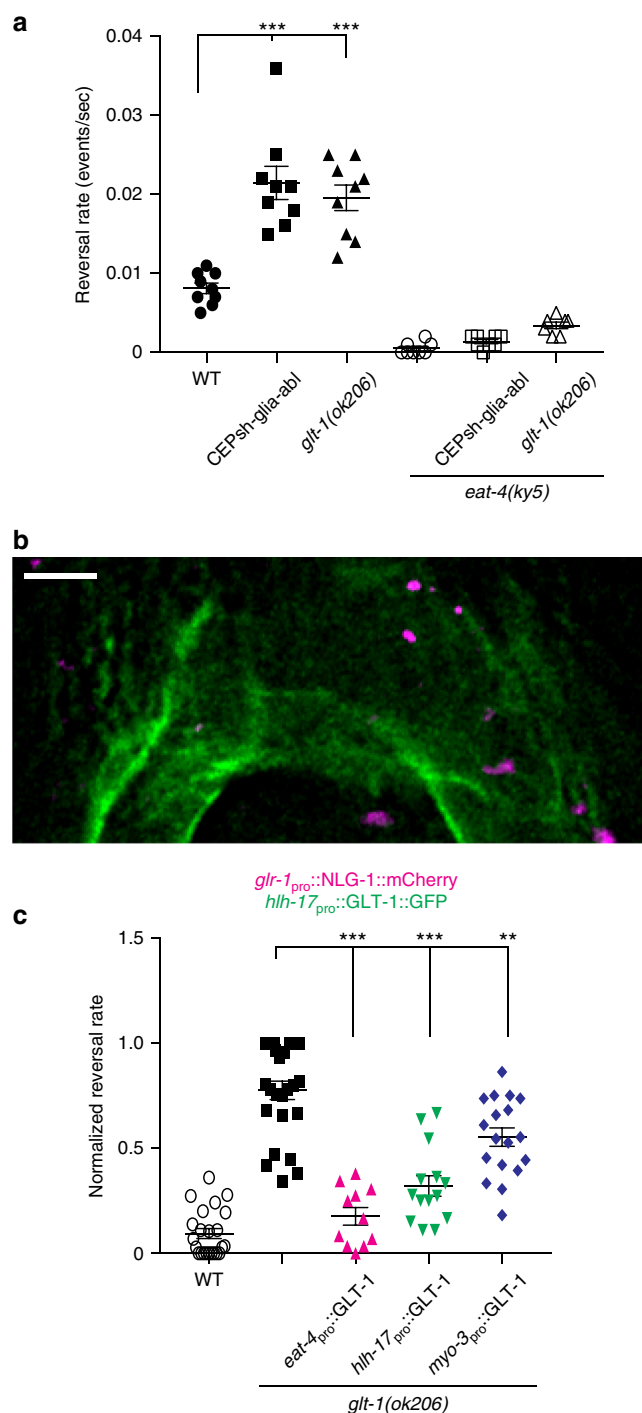 a
*** ***
0.04
0.03
0.02
0.01
0
Reversal rate (events/sec)
WT
CEPsh-glia-abl
glt-1(ok206)
CEPsh-glia-abl
glt-1(ok206)
eat-4(ky5)
b
glr-1pro::NLG-1::mCherry
hlh-17pro::GLT-1::GFP
c
*** *** **
1.5
1.0
0.5
0
Normalized reversal rate
WT
eat-4pro::GLT-1
hlh-17pro::GLT-1
myo-3pro::GLT-1
glt-1(ok206)